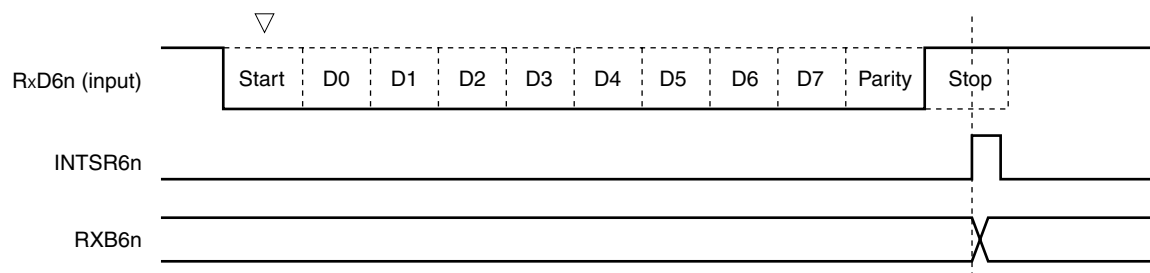 RxD6n (input) Start D0 D1 D2 D3 D4 D5 D6 D7 Parity Stop
INTSR6n
RXB6n